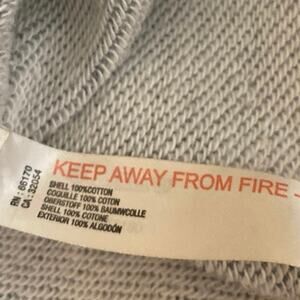 RN: 66170
CA: 32054
KEEP AWAY FROM FIRE -
SHELL 100%COTTON
COQUILLE 100% COTON
OBERSTOFF 100% BAUMWCOLLE
SHELL 100% COTONE
EXTERIOR 100% ALGODÓN